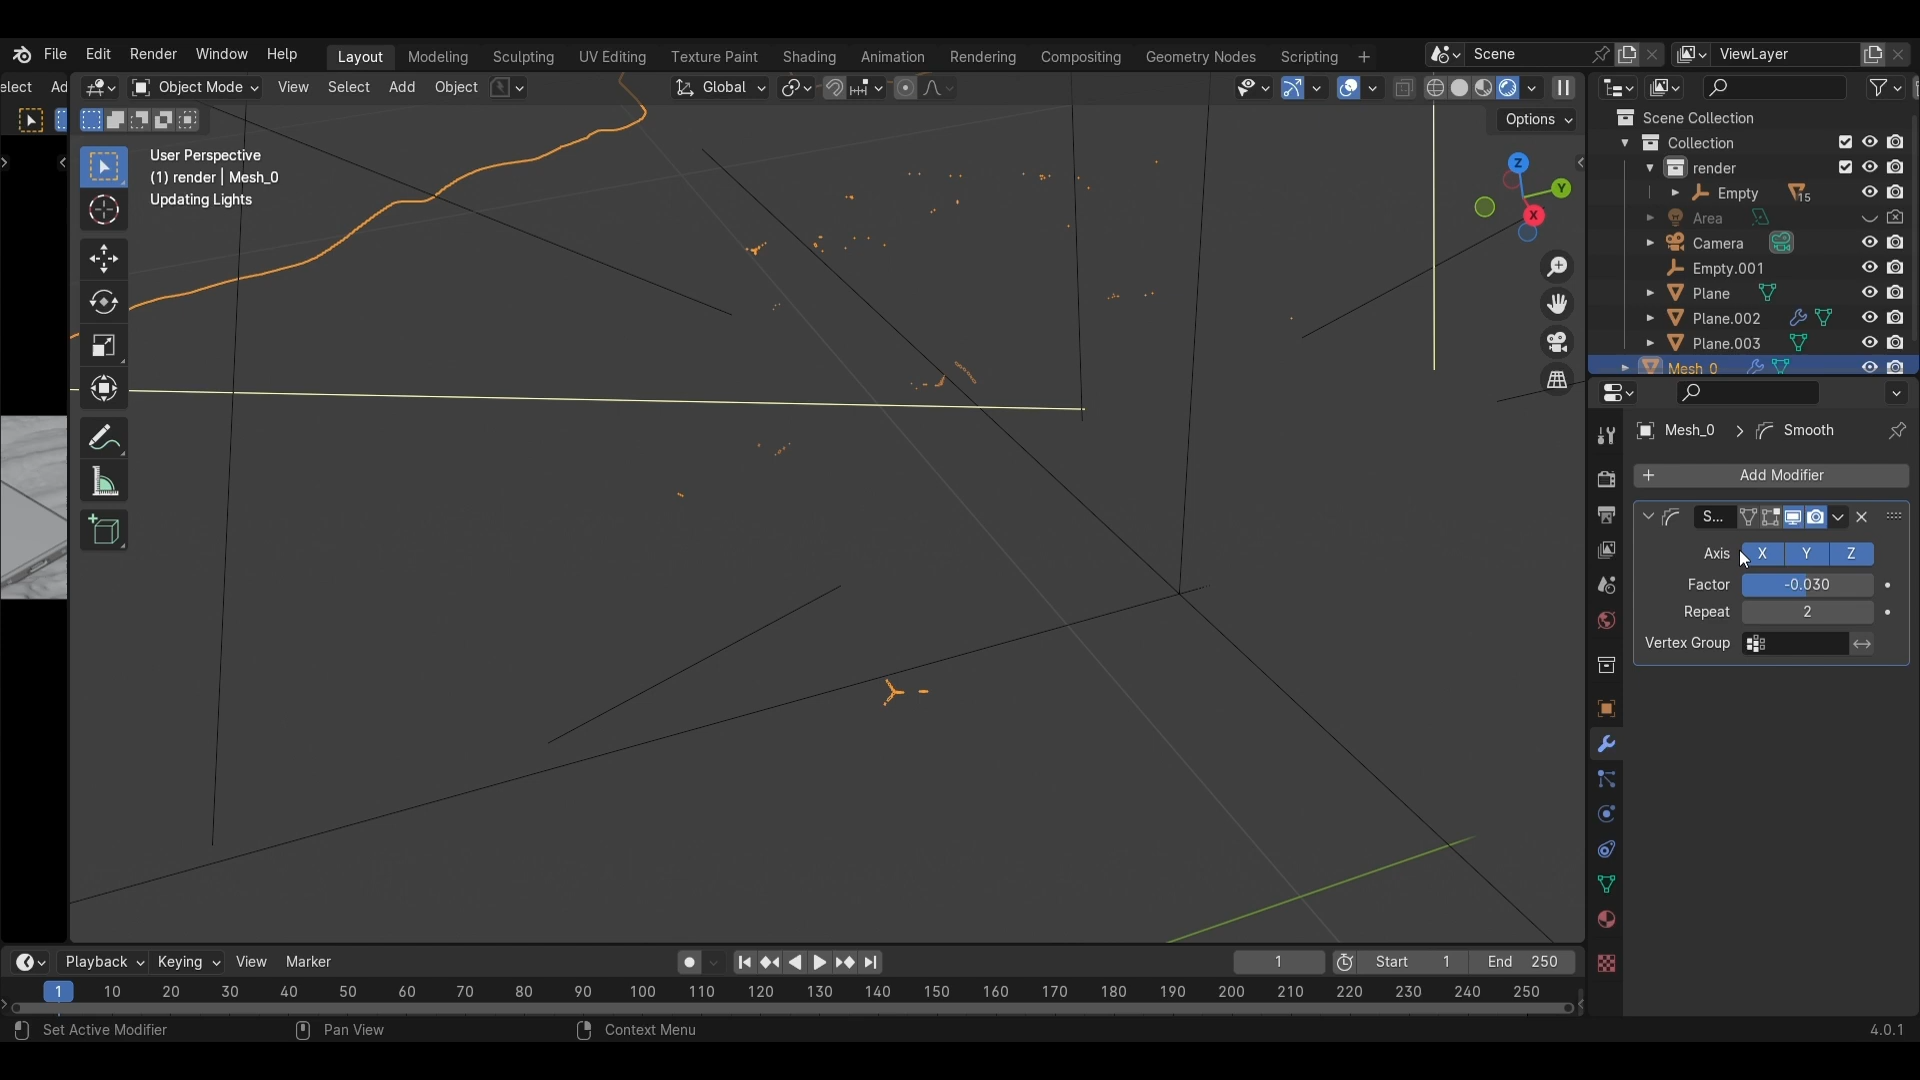 File Edit Render Window Help Layout Modeling Sculpting UV Editing Texture Paint Shading Animation Rendering Compositing Geometry Nodes Scripting + Scene ViewLayer
elect Ad Object Mode View Select Add Object Global
Options
User Perspective
(1) render | Mesh_0
Updating Lights
Z
Y
X
Scene Collection
Collection
render
Empty 15
Area
Camera
Empty.001
Plane
Plane.002
Plane.003
Mesh_0
Mesh_0 > Smooth
+ Add Modifier
S...
Axis X Y Z
Factor -0.030
Repeat 2
Vertex Group
Playback Keying View Marker 1 Start 1 End 250
1 10 20 30 40 50 60 70 80 90 100 110 120 130 140 150 160 170 180 190 200 210 220 230 240 250
Set Active Modifier Pan View Context Menu 4.0.1